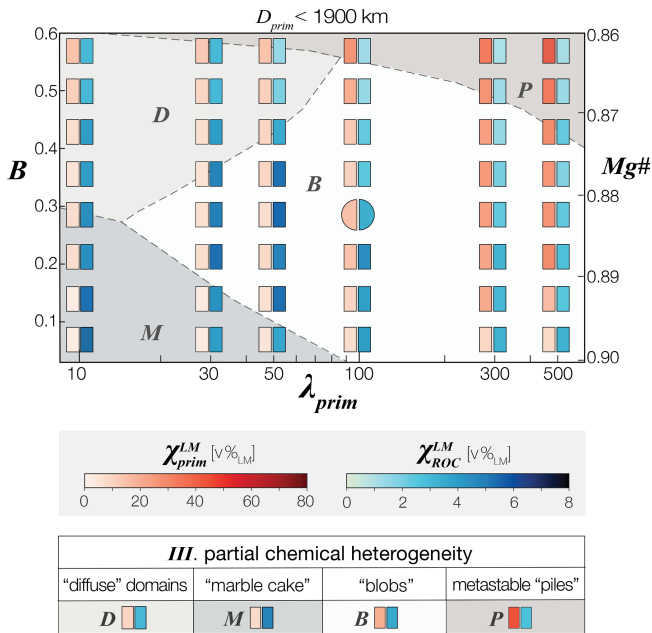 D_prim < 1900 km
0.6
0.5
0.4
0.3
0.2
0.1
B
D
P
B
M
0.86
0.87
0.88
0.89
0.90
Mg#
10 30 50 100 300 500
λ_prim
χ^LM_prim [v%_LM]
0 20 40 60 80
χ^LM_ROC [v%_LM]
0 2 4 6 8
III. partial chemical heterogeneity
"diffuse" domains "marble cake" "blobs" metastable "piles"
D M B P